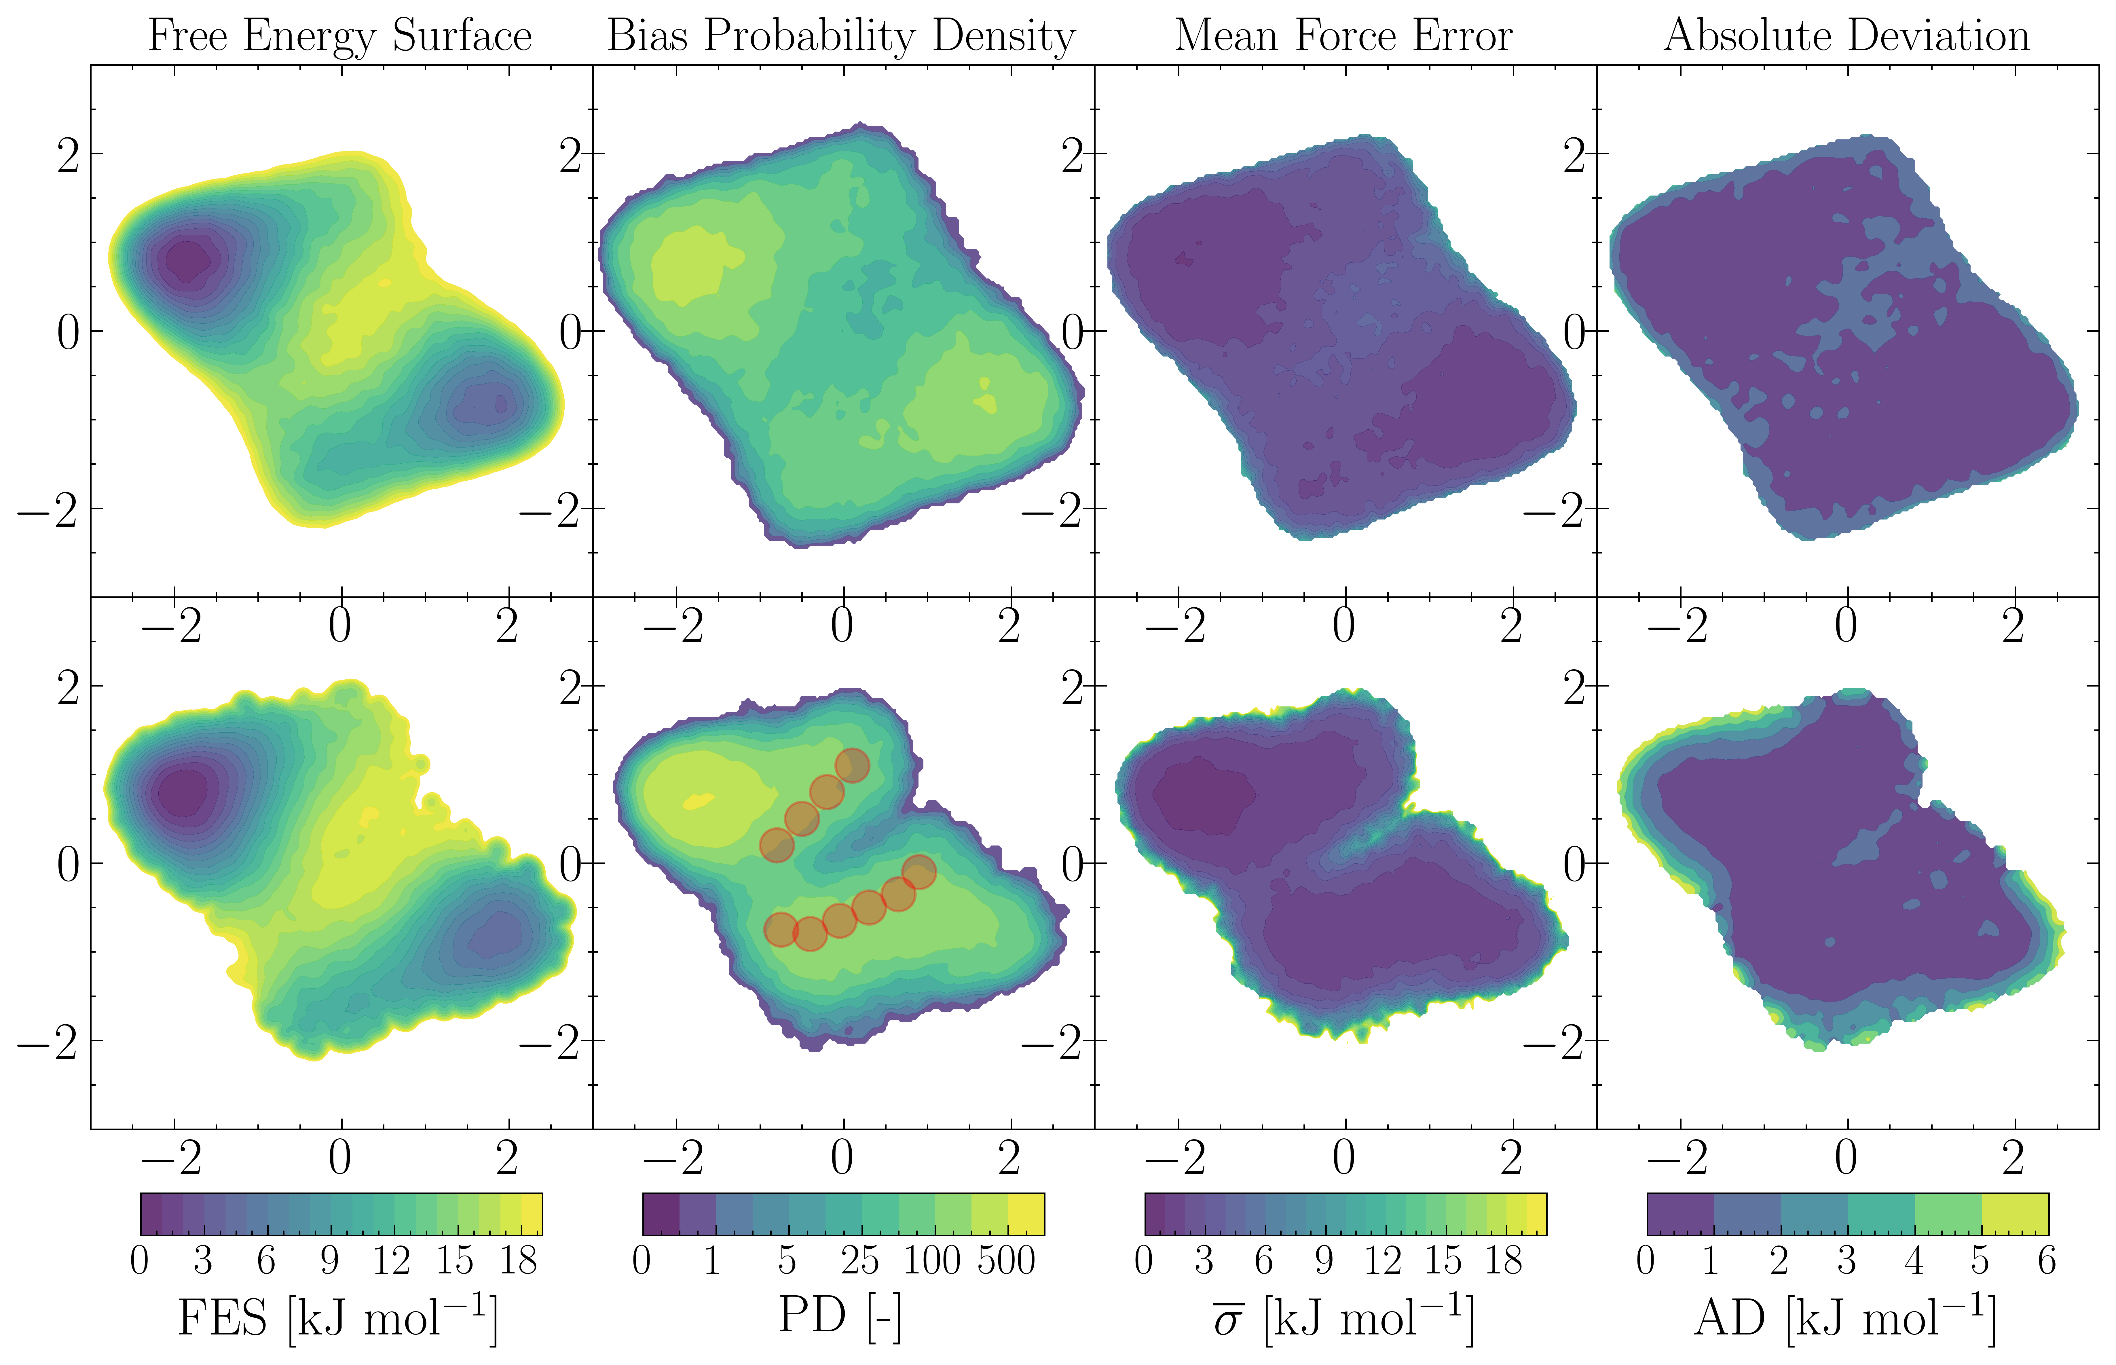 Free Energy Surface Bias Probability Density Mean Force Error Absolute Deviation
2 2 2 2
0 0 0 0
−2 −2 −2 −2
−2 0 2 −2 0 2 −2 0 2 −2 0 2
2 2 2 2
0 0 0 0
−2 −2 −2 −2
−2 0 2 −2 0 2 −2 0 2 −2 0 2
0 3 6 9 12 15 18 0 1 5 25 100 500 0 3 6 9 12 15 18 0 1 2 3 4 5 6
FES [kJ mol⁻¹] PD [-] σ̅ [kJ mol⁻¹] AD [kJ mol⁻¹]